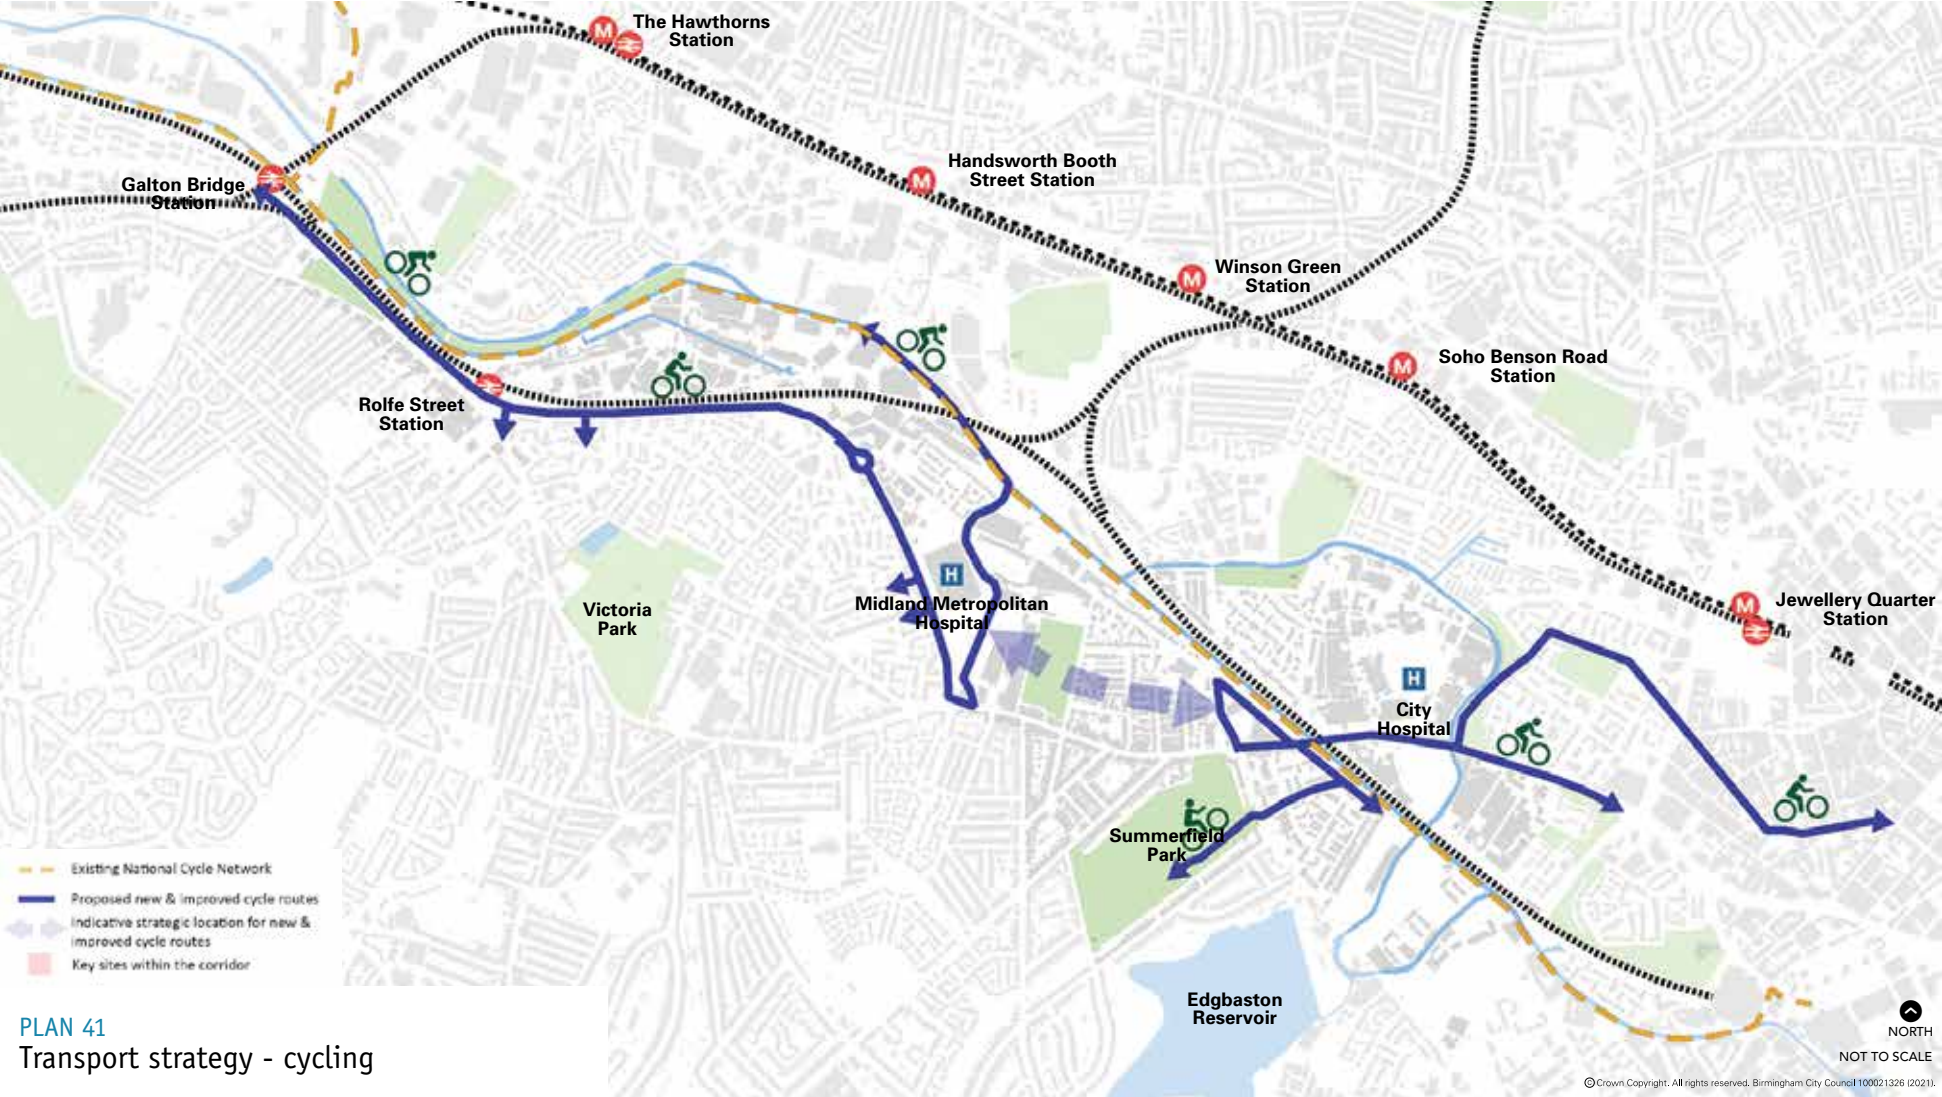 The Hawthorns
Station
M
Handsworth Booth
Street Station
M
Galton Bridge
Station
Winson Green
Station
M
Soho Benson Road
Station
M
Rolfe Street
Station
H
Midland Metropolitan
Hospital
Victoria
Park
Jewellery Quarter
Station
M
H
City
Hospital
Summerfield
Park
Edgbaston
Reservoir
Existing National Cycle Network
Proposed new & improved cycle routes
Indicative strategic location for new &
improved cycle routes
Key sites within the corridor
PLAN 41
Transport strategy - cycling
NORTH
NOT TO SCALE
© Crown Copyright. All rights reserved. Birmingham City Council 100021326 (2021).